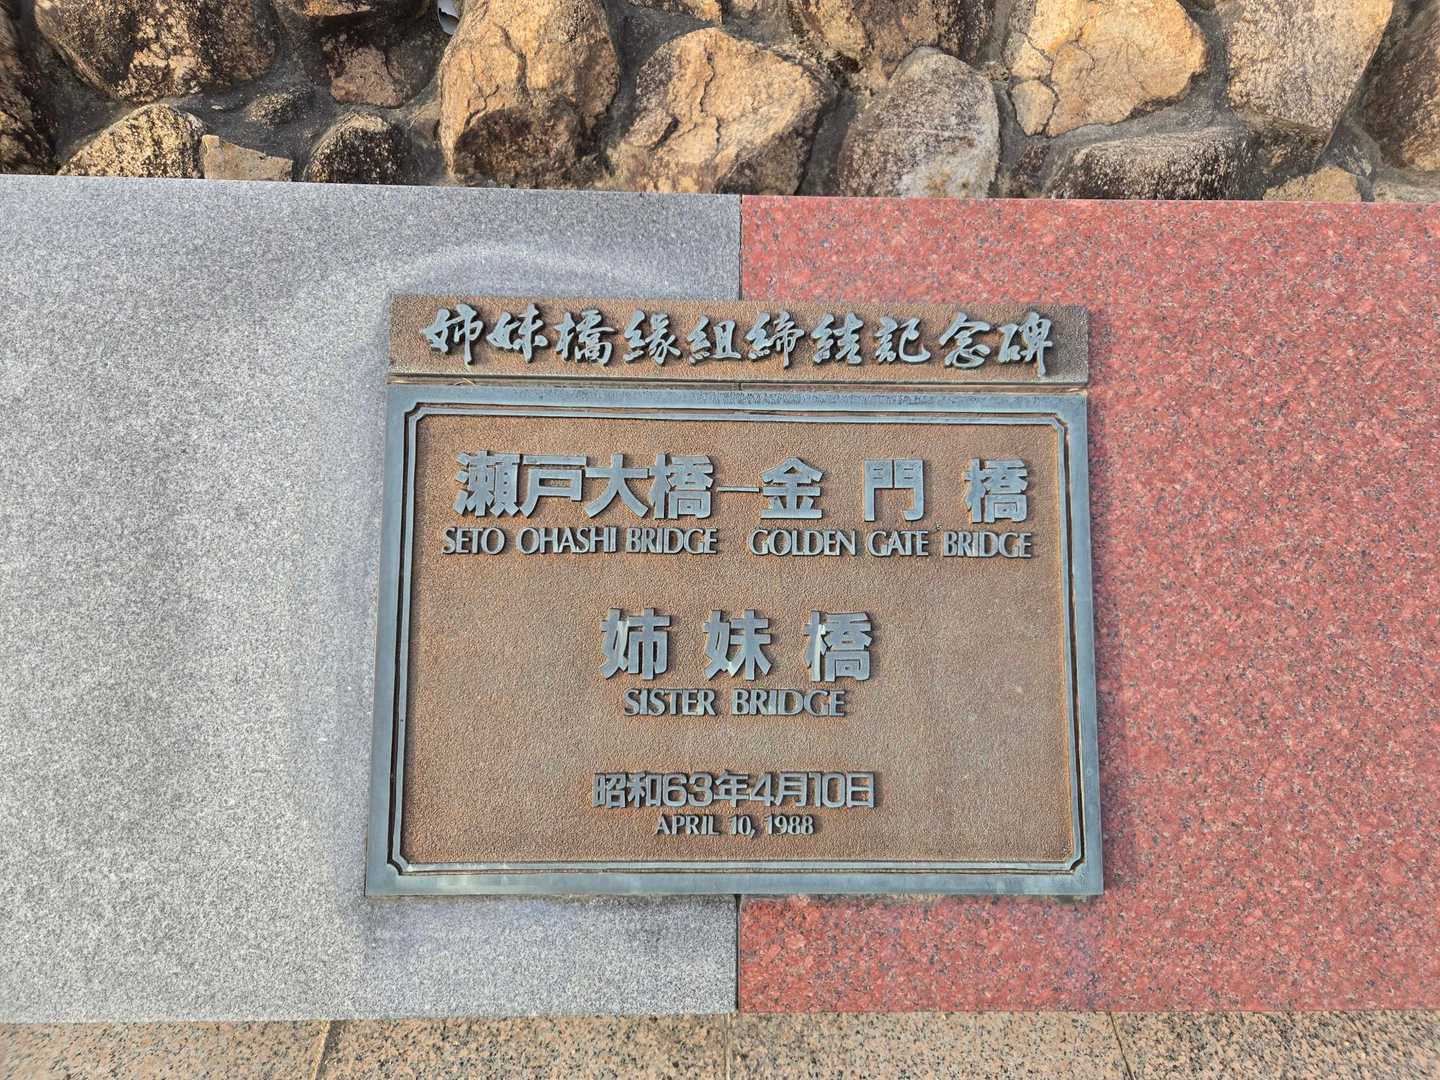 姉妹橋縁組締結記念碑
瀬戸大橋―金門橋
SETO OHASHI BRIDGE GOLDEN GATE BRIDGE
姉妹橋
SISTER BRIDGE
昭和63年4月10日
APRIL 10, 1988